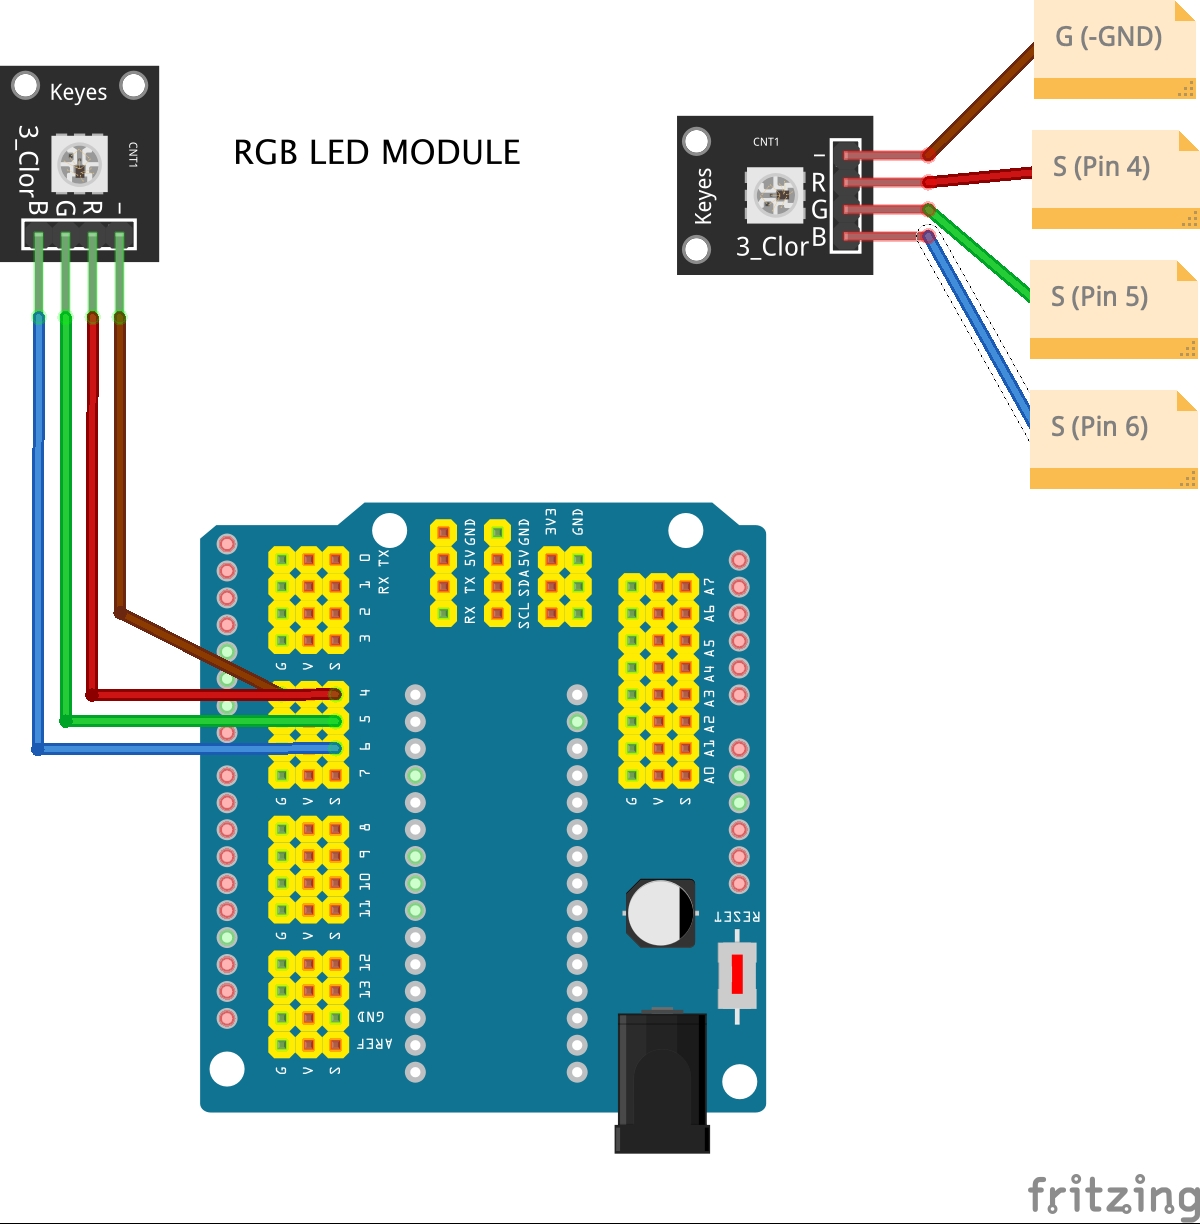 G (-GND)
Keyes
3_Clor
CNT1
B G R -
RGB LED MODULE
CNT1
Keyes
3_Clor
-
R
G
B
S (Pin 4)
S (Pin 5)
S (Pin 6)
0
1
2
3
RX TX
G V S
RX TX 5V GND
SCL SDA 5V GND
3V3
GND
A7
A6
A5
A4
A3
A2
A1
A0
G V S
4
5
6
7
G V S
8
9
10
11
G V S
RESET
12
13
GND
AREF
G V S
fritzing